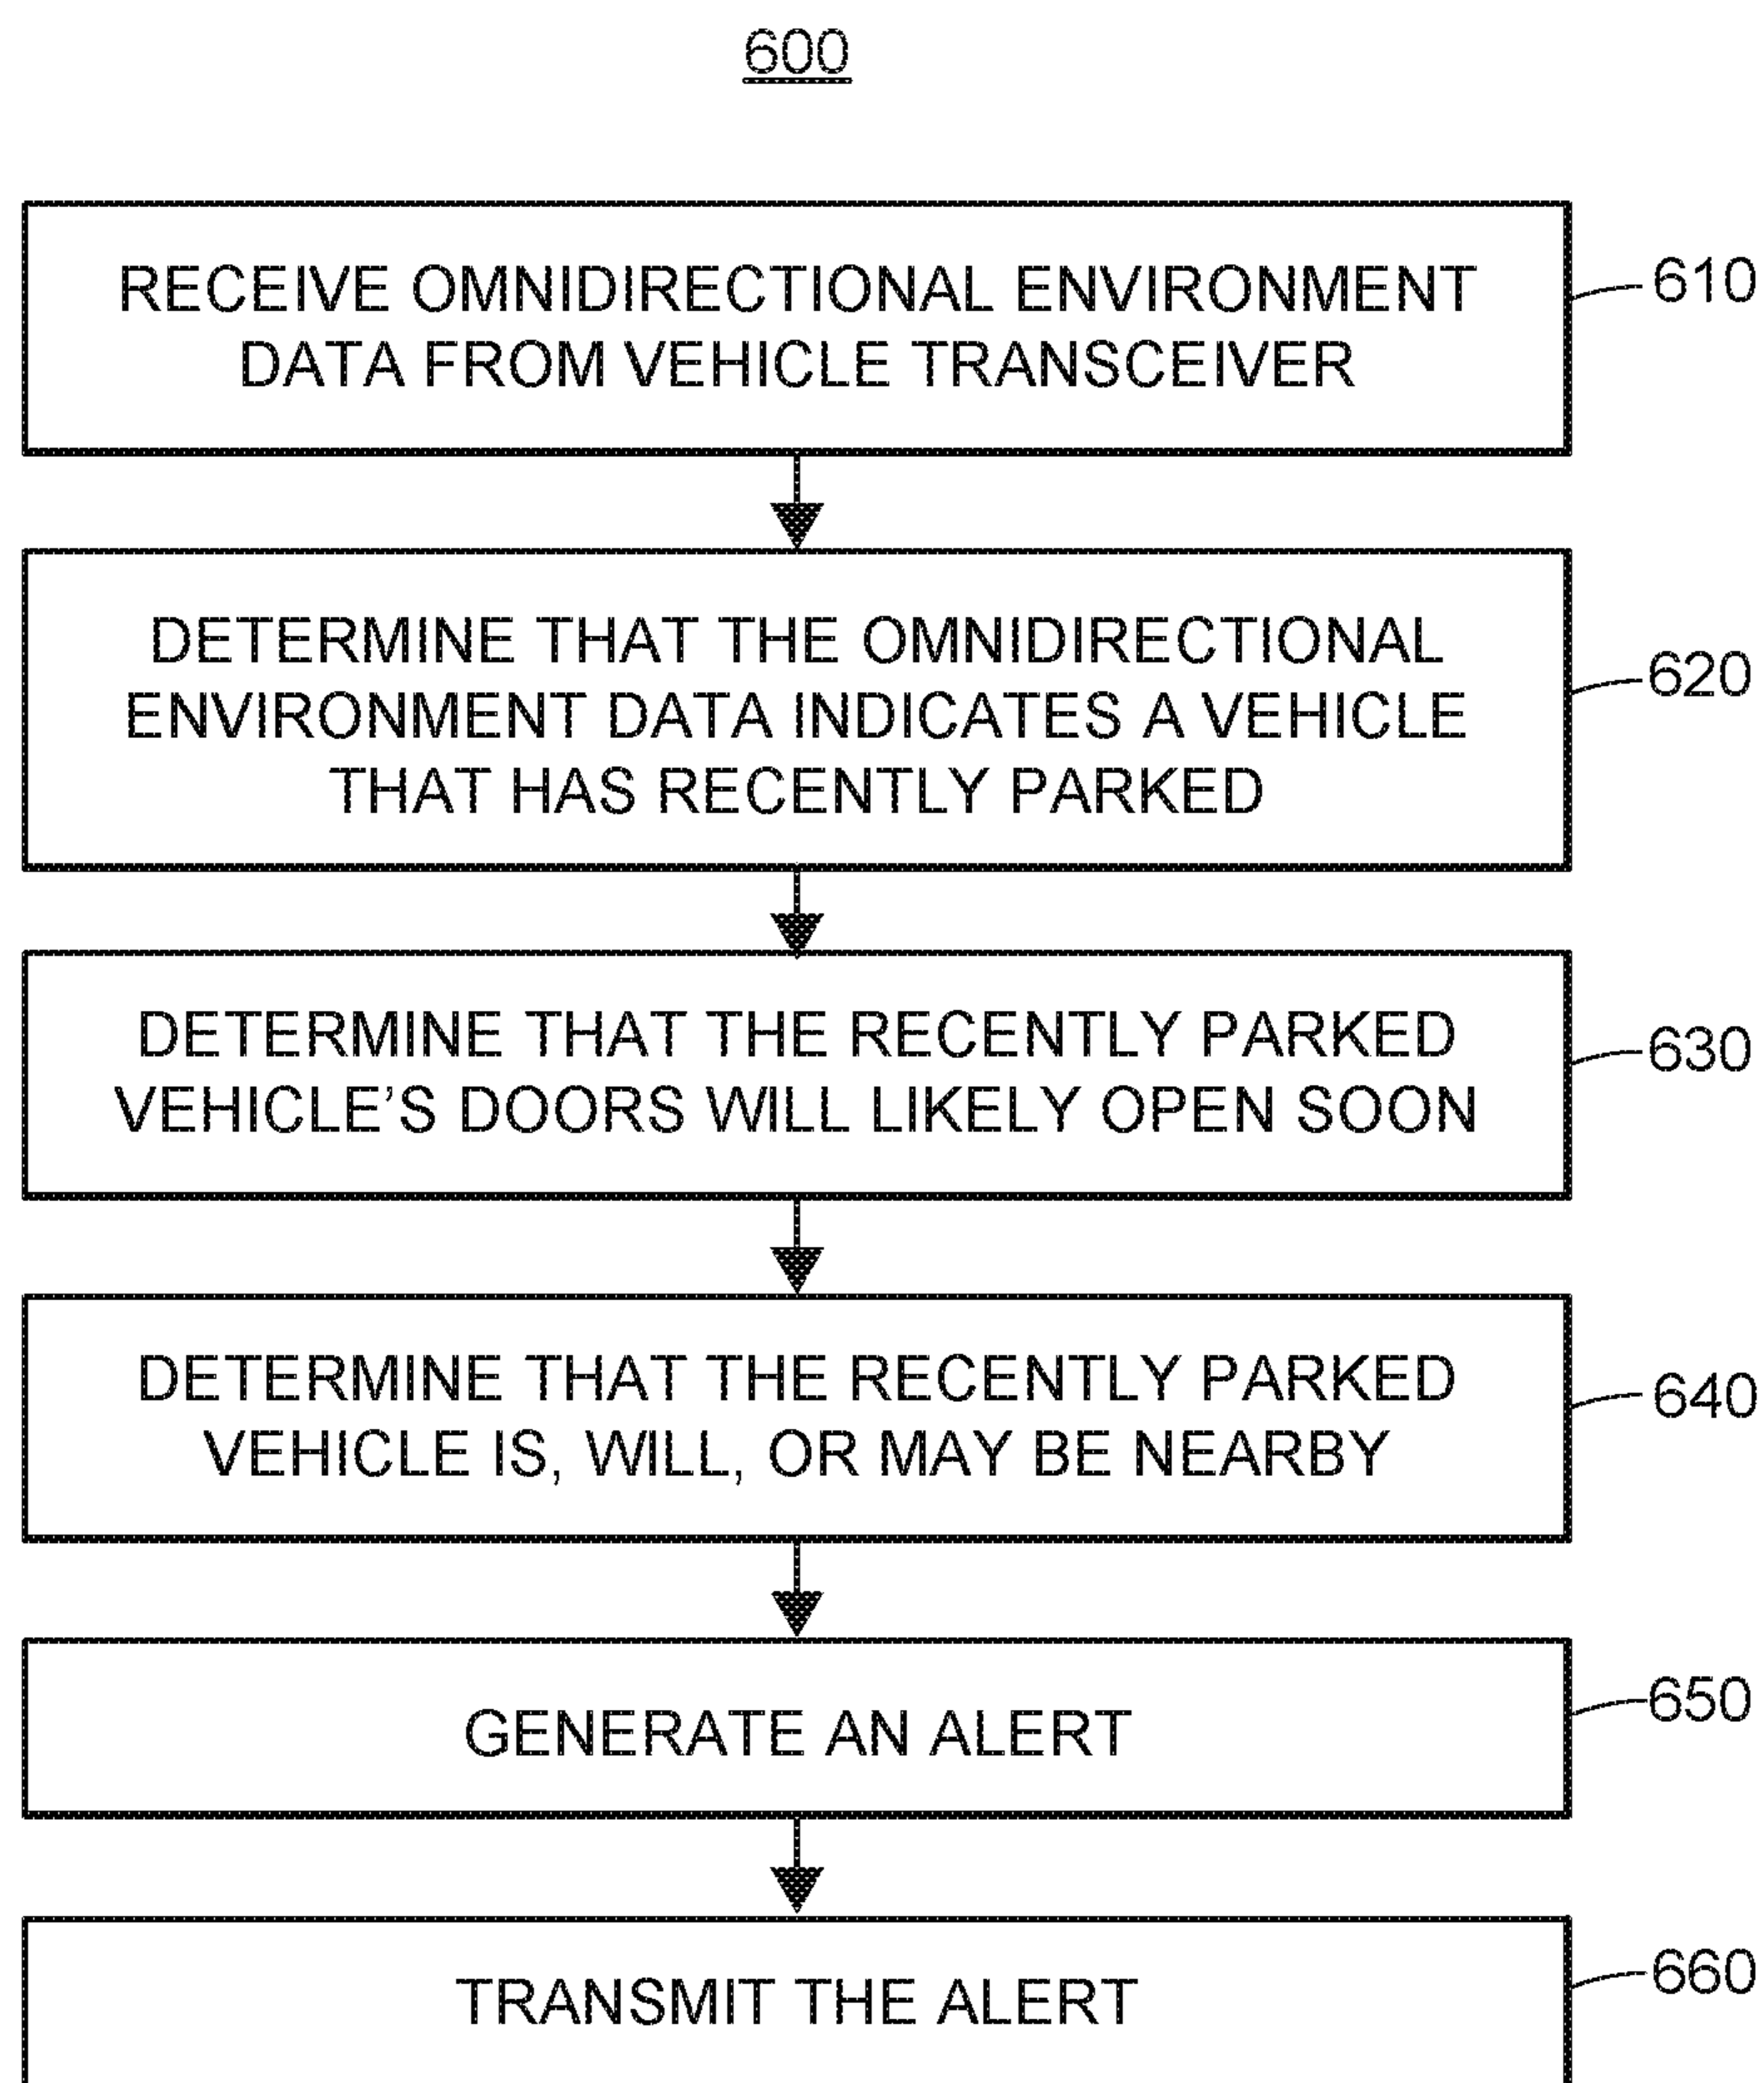 600
RECEIVE OMNIDIRECTIONAL ENVIRONMENT
DATA FROM VEHICLE TRANSCEIVER
610
DETERMINE THAT THE OMNIDIRECTIONAL
ENVIRONMENT DATA INDICATES A VEHICLE
THAT HAS RECENTLY PARKED
620
DETERMINE THAT THE RECENTLY PARKED
VEHICLE'S DOORS WILL LIKELY OPEN SOON
630
DETERMINE THAT THE RECENTLY PARKED
VEHICLE IS, WILL, OR MAY BE NEARBY
640
GENERATE AN ALERT
650
TRANSMIT THE ALERT
660